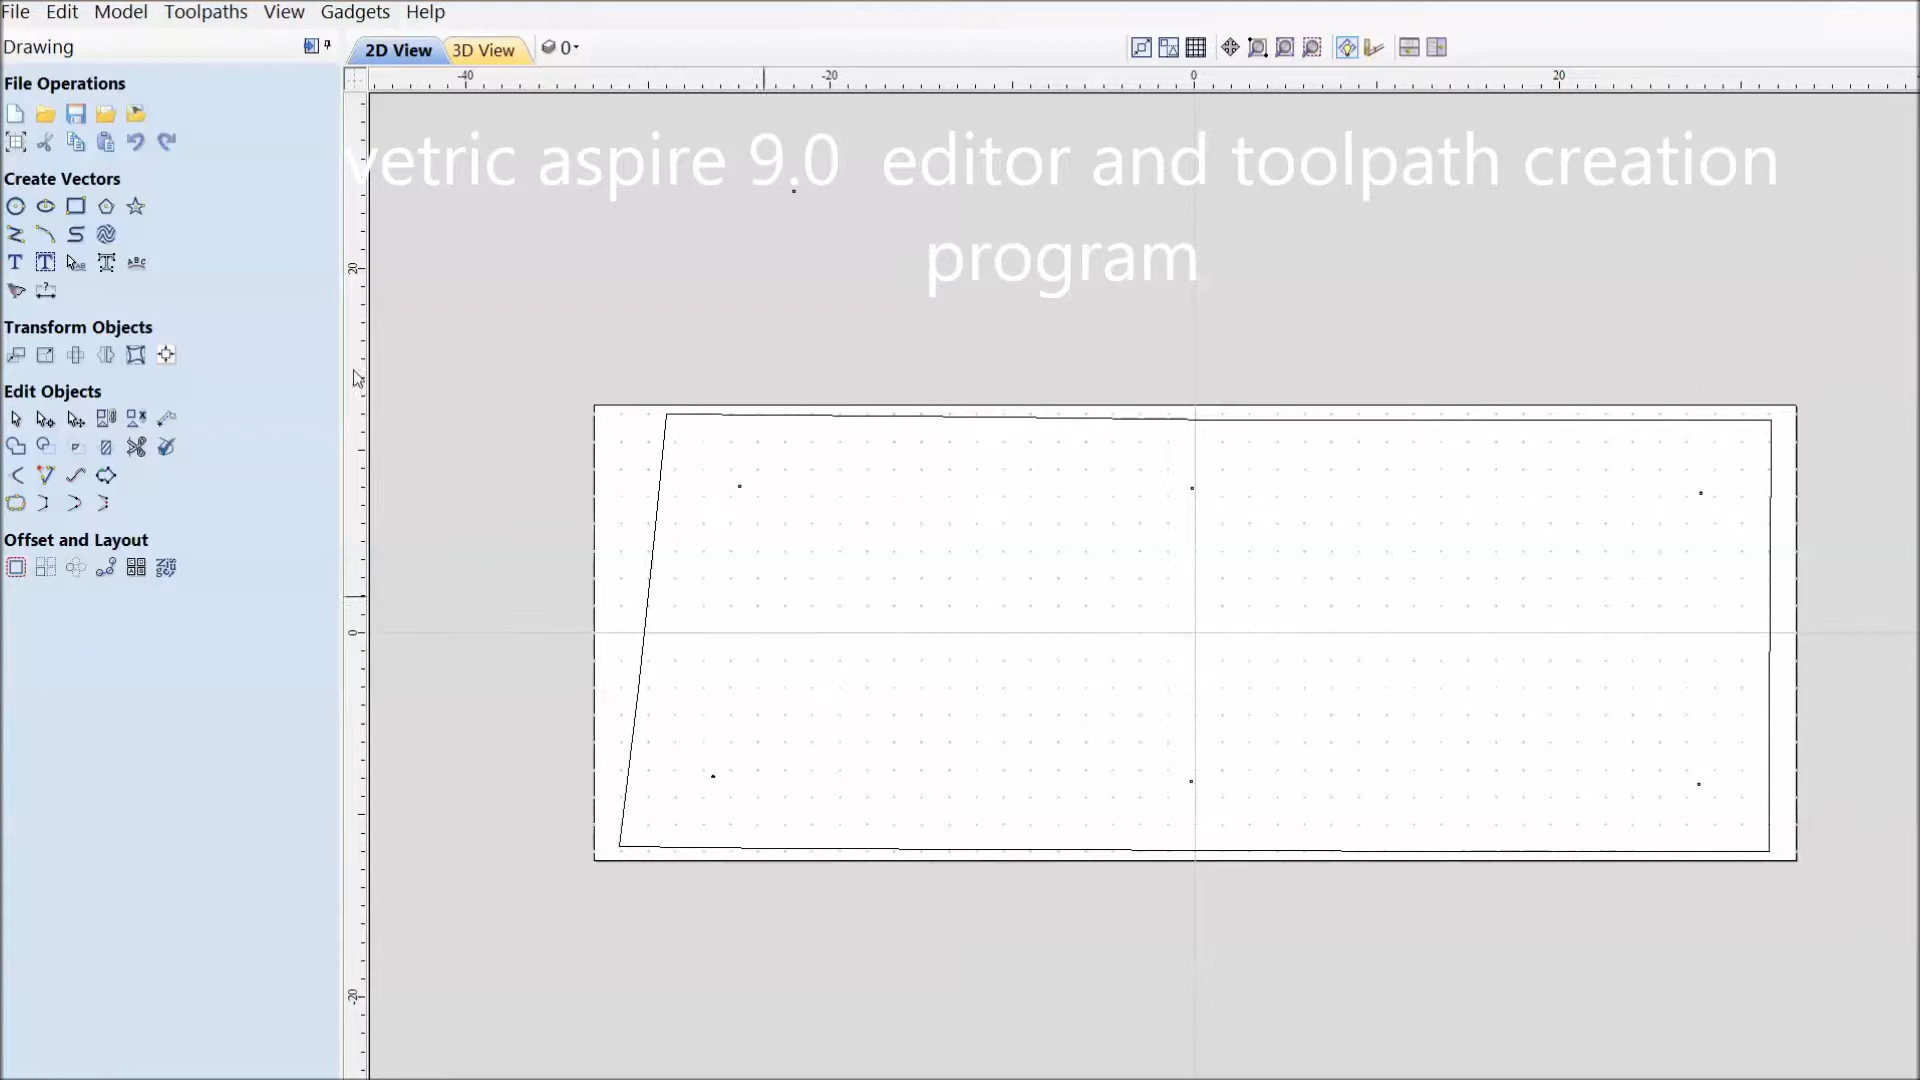 File Edit Model Toolpaths View Gadgets Help
Drawing
2D View 3D View 0
-40 -20 0 20
File Operations
Create Vectors
Transform Objects
Edit Objects
Offset and Layout
20
0
-20
vetric aspire 9.0 editor and toolpath creation
program